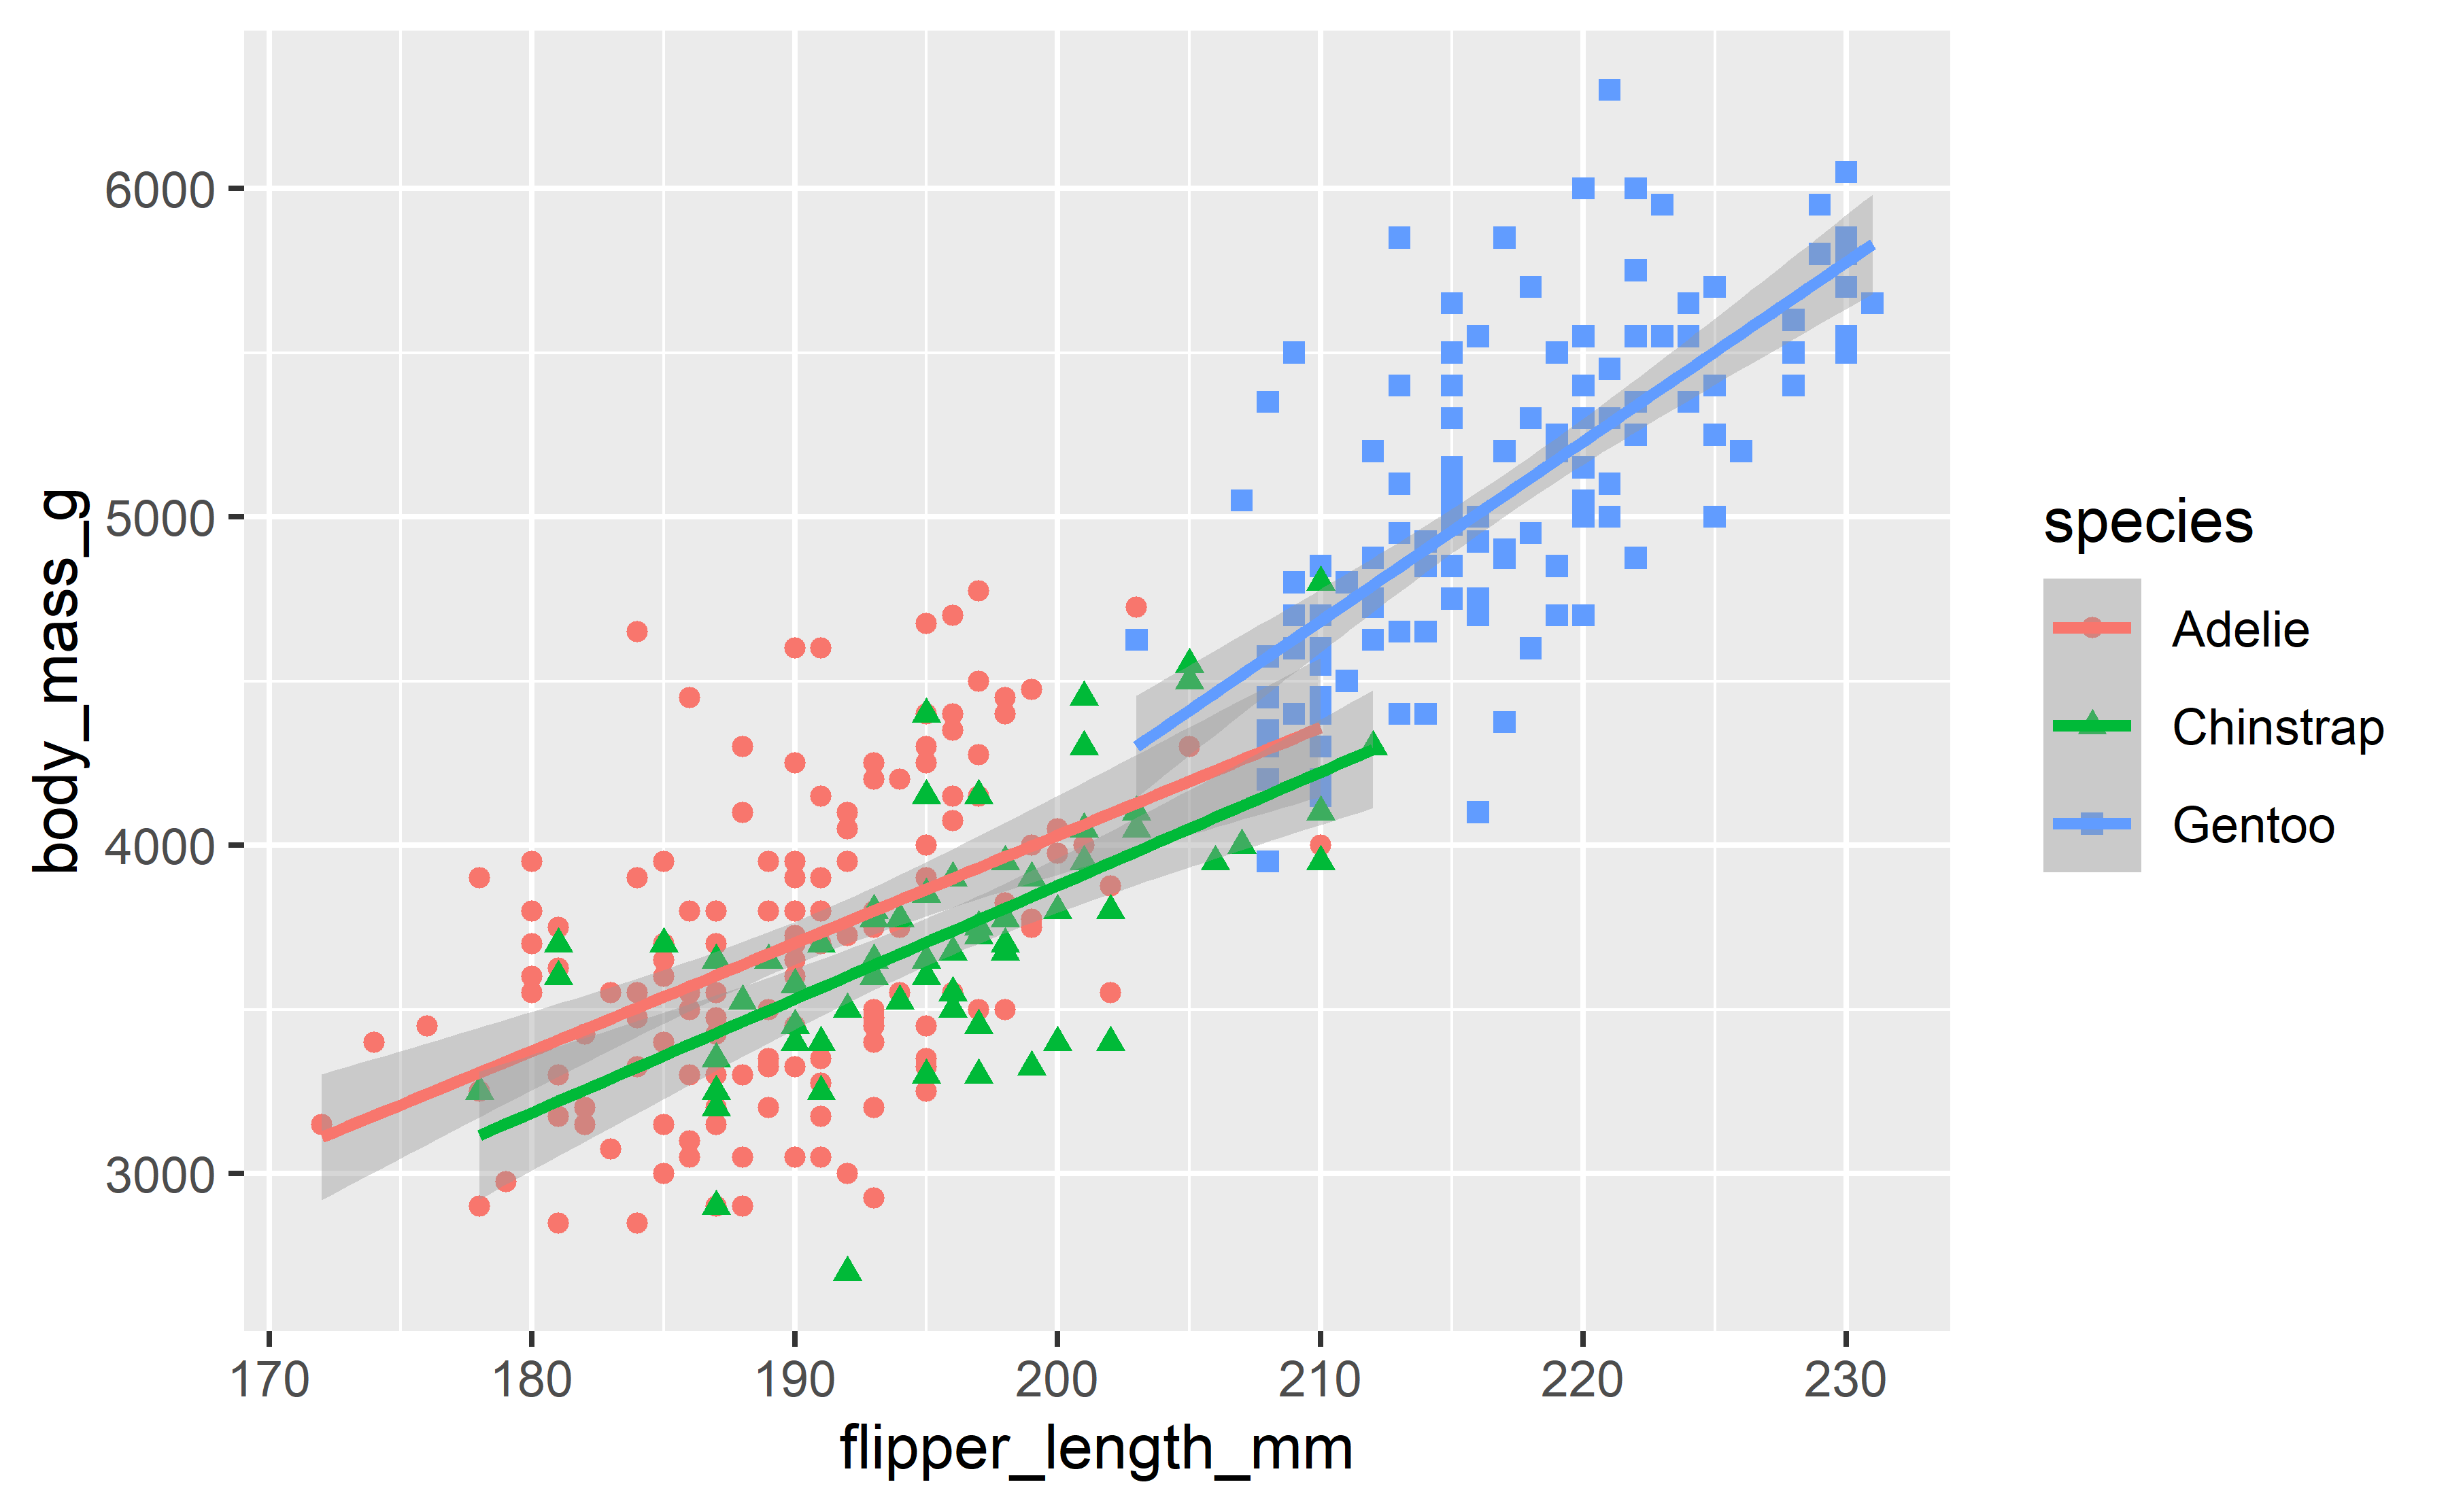 6000
5000
4000
3000
body_mass_g
170 180 190 200 210 220 230
flipper_length_mm
species
Adelie
Chinstrap
Gentoo